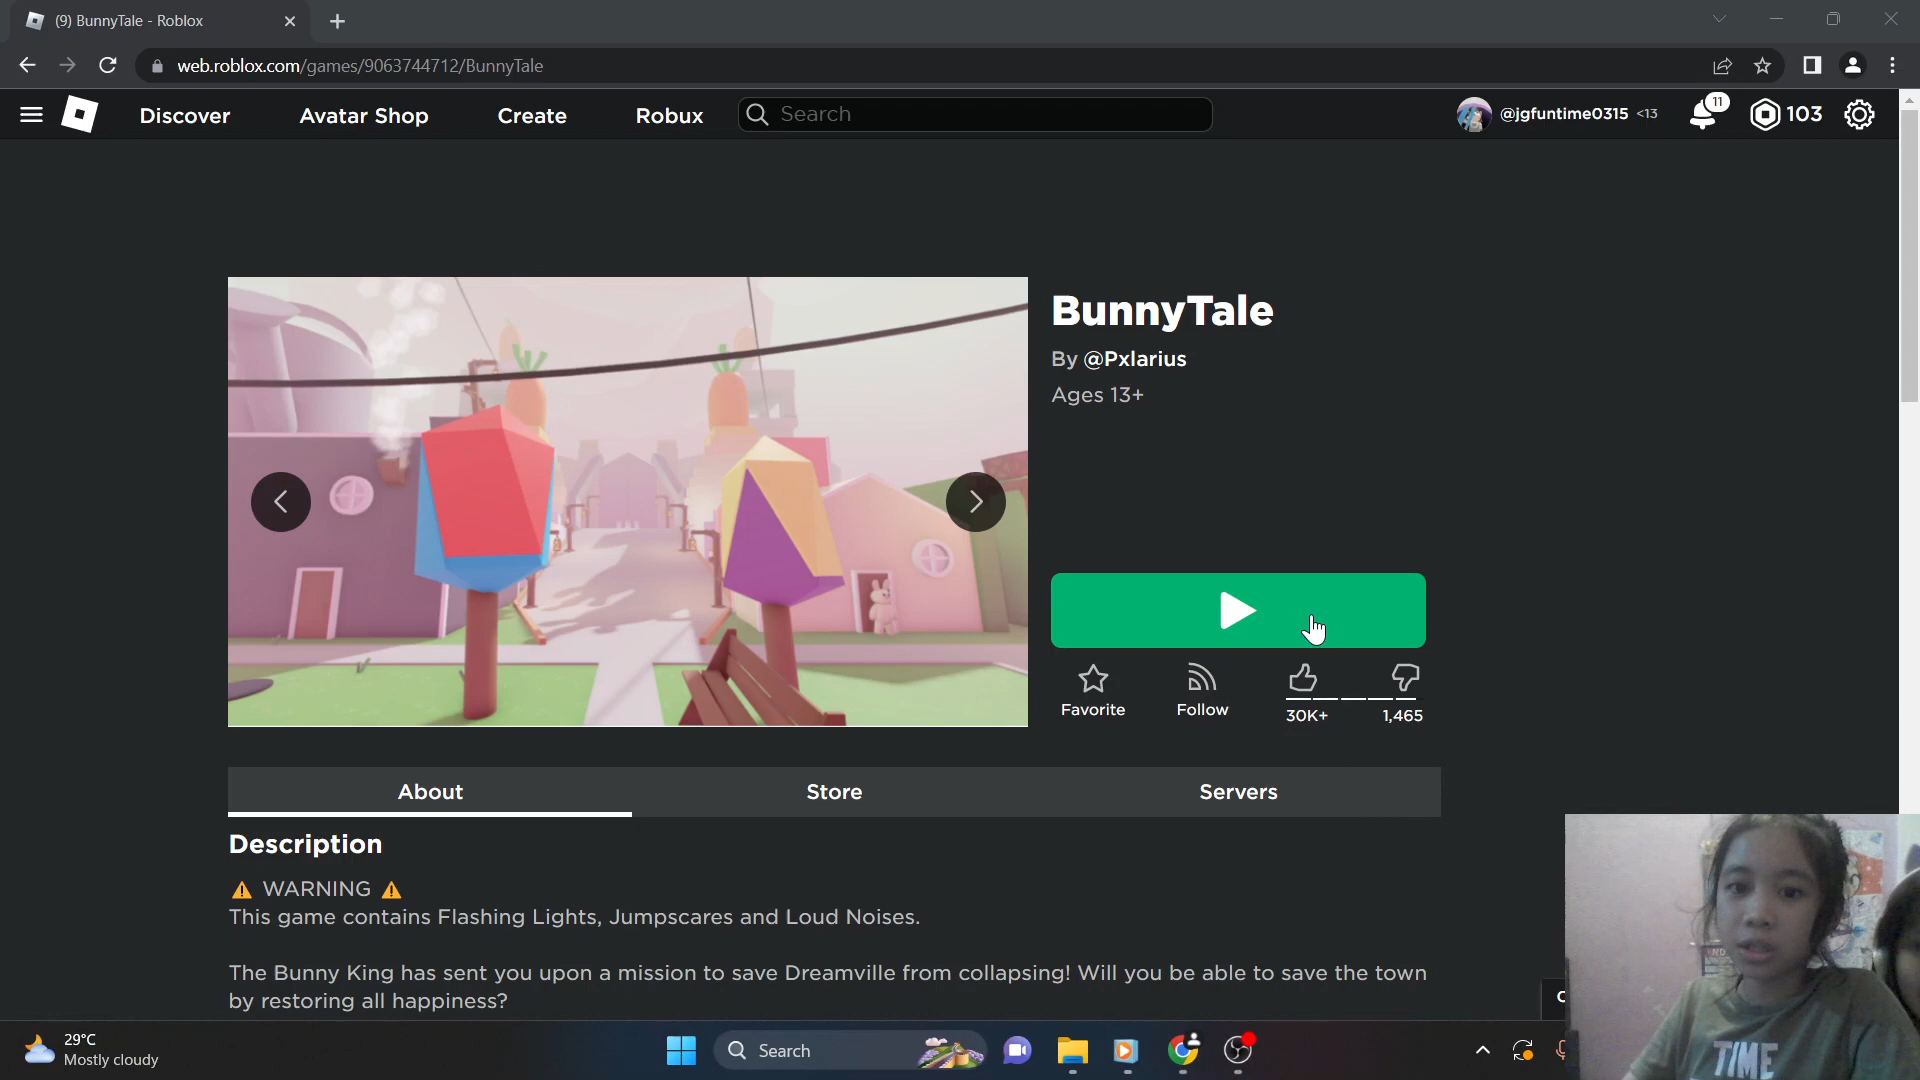 (9) BunnyTale - Roblox
web.roblox.com/games/9063744712/BunnyTale
Discover
Avatar Shop
Create
Robux
Search
@jgfuntime0315 <13
11
103
BunnyTale
By @Pxlarius
Ages 13+
Favorite
Follow
30K+
1,465
About
Store
Servers
Description
⚠ WARNING ⚠
This game contains Flashing Lights, Jumpscares and Loud Noises.
The Bunny King has sent you upon a mission to save Dreamville from collapsing! Will you be able to save the town
by restoring all happiness?
TIME
29°C
Mostly cloudy
Search